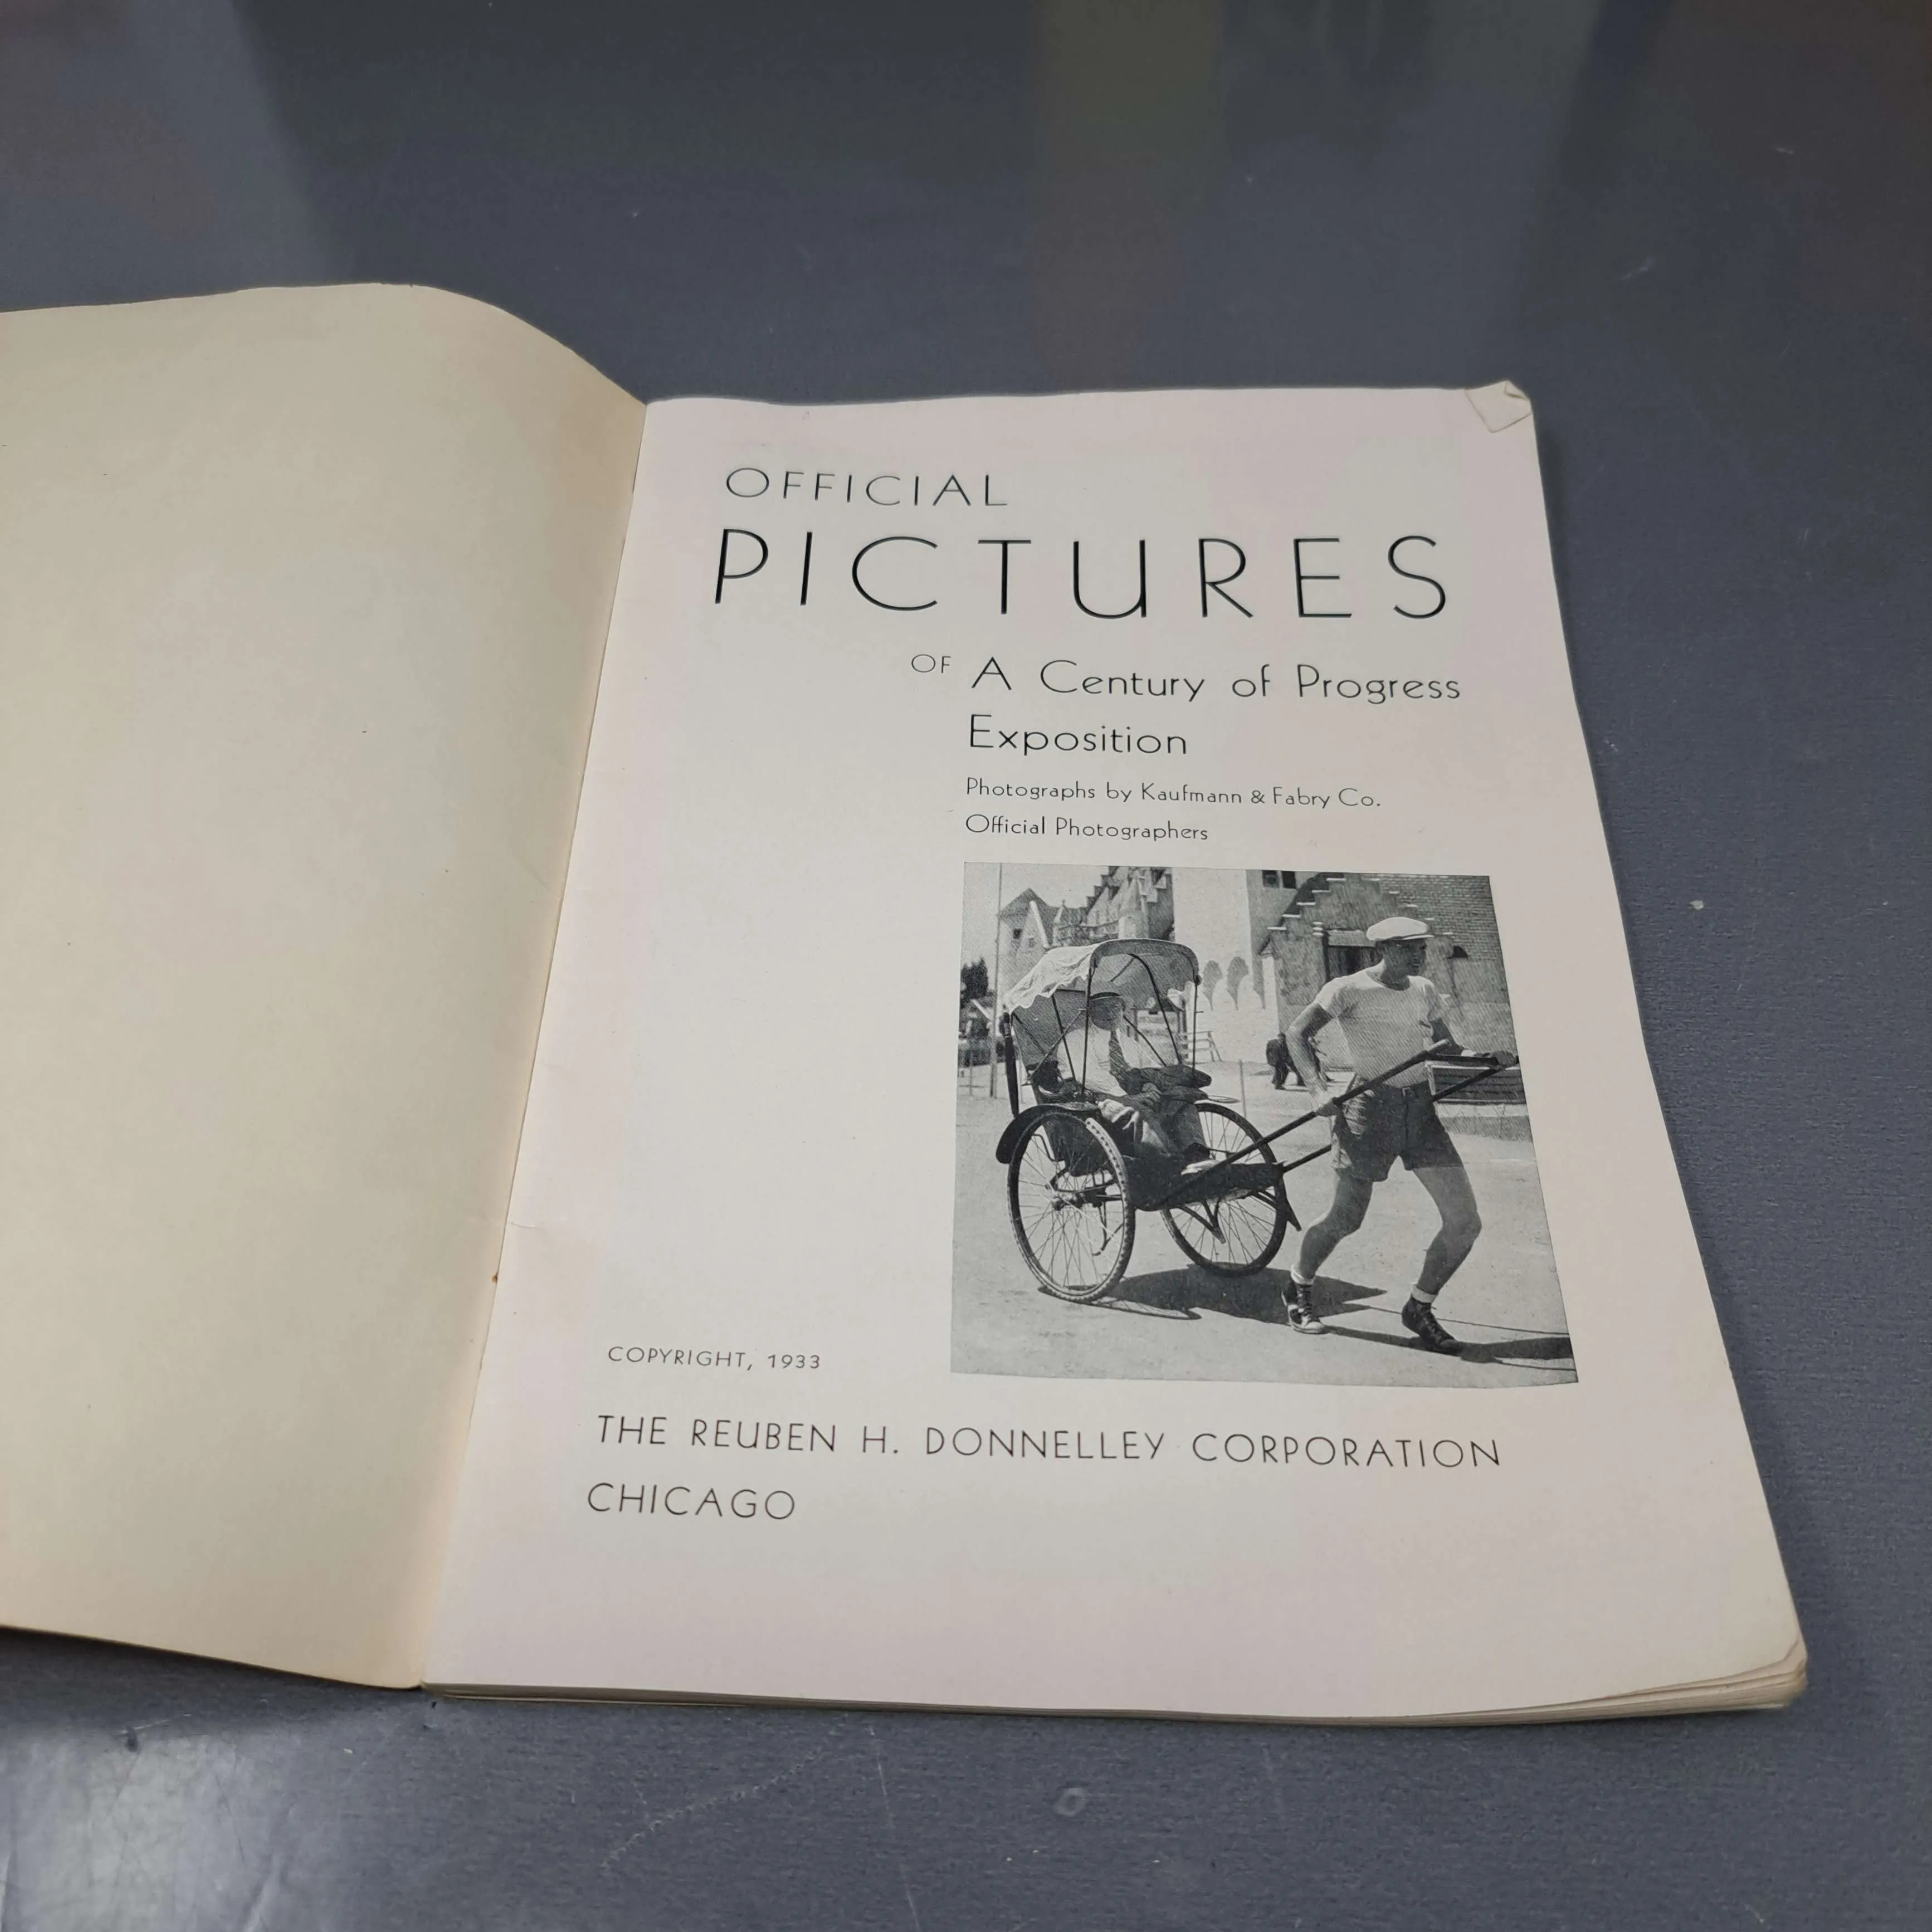 OFFICIAL
PICTURES
OF A Century of Progress
Exposition
Photographs by Kaufmann & Fabry Co.
Official Photographers
COPYRIGHT, 1933
THE REUBEN H. DONNELLEY CORPORATION
CHICAGO